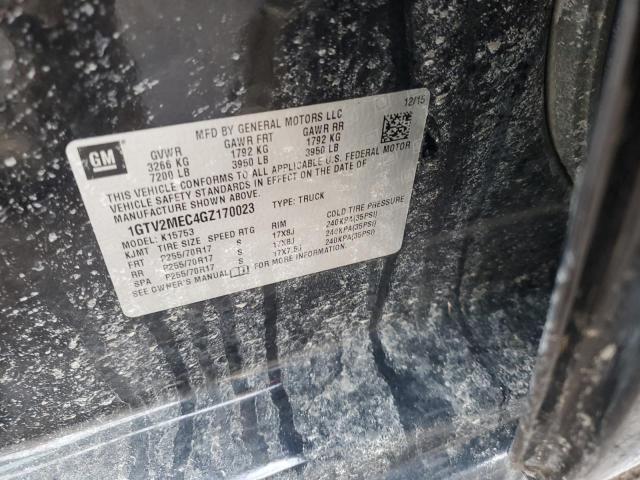 12/15
GM
MFD BY GENERAL MOTORS LLC
GVWR GAWR FRT GAWR RR
3266 KG 1792 KG 1792 KG
7200 LB 3950 LB 3950 LB
THIS VEHICLE CONFORMS TO ALL APPLICABLE U.S. FEDERAL MOTOR
VEHICLE SAFETY STANDARDS IN EFFECT ON THE DATE OF
MANUFACTURE SHOWN ABOVE.
1GTV2MEC4GZ170023 TYPE: TRUCK
MODEL: K15753
KJMT TIRE SIZE SPEED RTG RIM COLD TIRE PRESSURE
FRT P255/70R17 S 17X8J 240KPA(35PSI)
RR P255/70R17 S 17X8J 240KPA(35PSI)
SPA P255/70R17 S 17X7.5J 240KPA(35PSI)
SEE OWNER'S MANUAL FOR MORE INFORMATION.